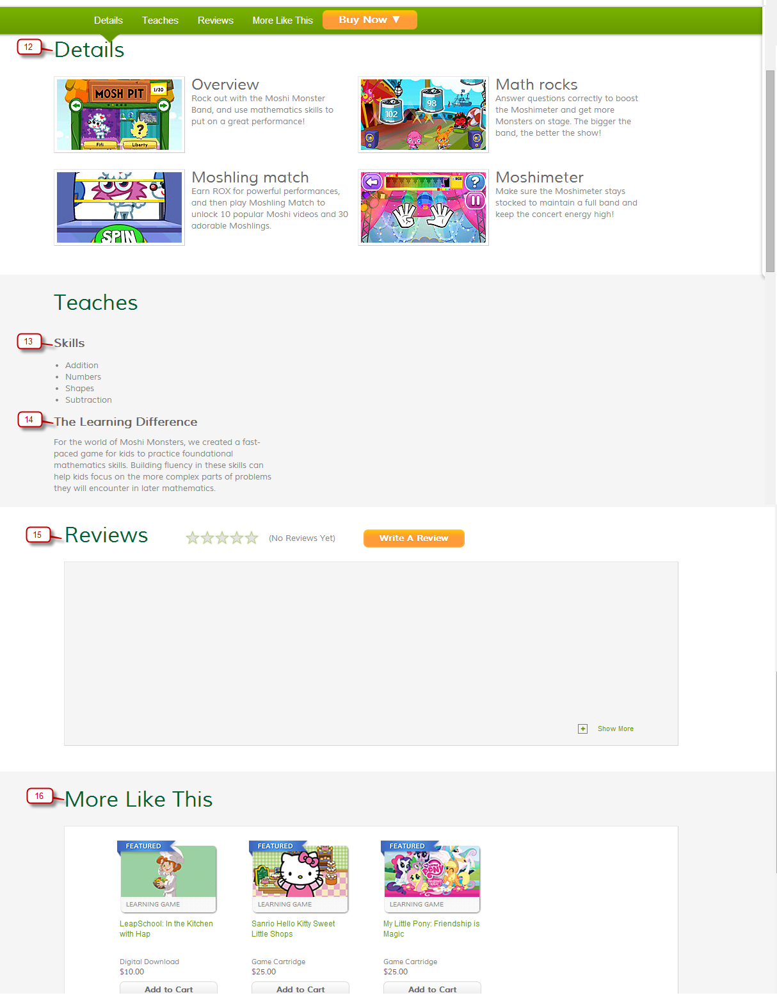 Details Teaches Reviews More Like This Buy Now ▼
12
Details
MOSH PIT
1/30
?
Fifi
Liberty
Overview
Rock out with the Moshi Monster
Band, and use mathematics skills to
put on a great performance!
98
102
Math rocks
Answer questions correctly to boost
the Moshimeter and get more
Monsters on stage. The bigger the
band, the better the show!
SPIN
Moshling match
Earn ROX for powerful performances,
and then play Moshling Match to
unlock 10 popular Moshi videos and 30
adorable Moshlings.
ROX
?
Moshimeter
Make sure the Moshimeter stays
stocked to maintain a full band and
keep the concert energy high!
Teaches
13
Skills
• Addition
• Numbers
• Shapes
• Subtraction
14
The Learning Difference
For the world of Moshi Monsters, we created a fast-
paced game for kids to practice foundational
mathematics skills. Building fluency in these skills can
help kids focus on the more complex parts of problems
they will encounter in later mathematics.
15
Reviews (No Reviews Yet) Write A Review
+ Show More
16
More Like This
FEATURED
LEARNING GAME
LeapSchool: In the Kitchen
with Hap
Digital Download
$10.00
Add to Cart
FEATURED
LEARNING GAME
Sanrio Hello Kitty Sweet
Little Shops
Game Cartridge
$25.00
Add to Cart
FEATURED
PONY
LEARNING GAME
My Little Pony: Friendship is
Magic
Game Cartridge
$25.00
Add to Cart